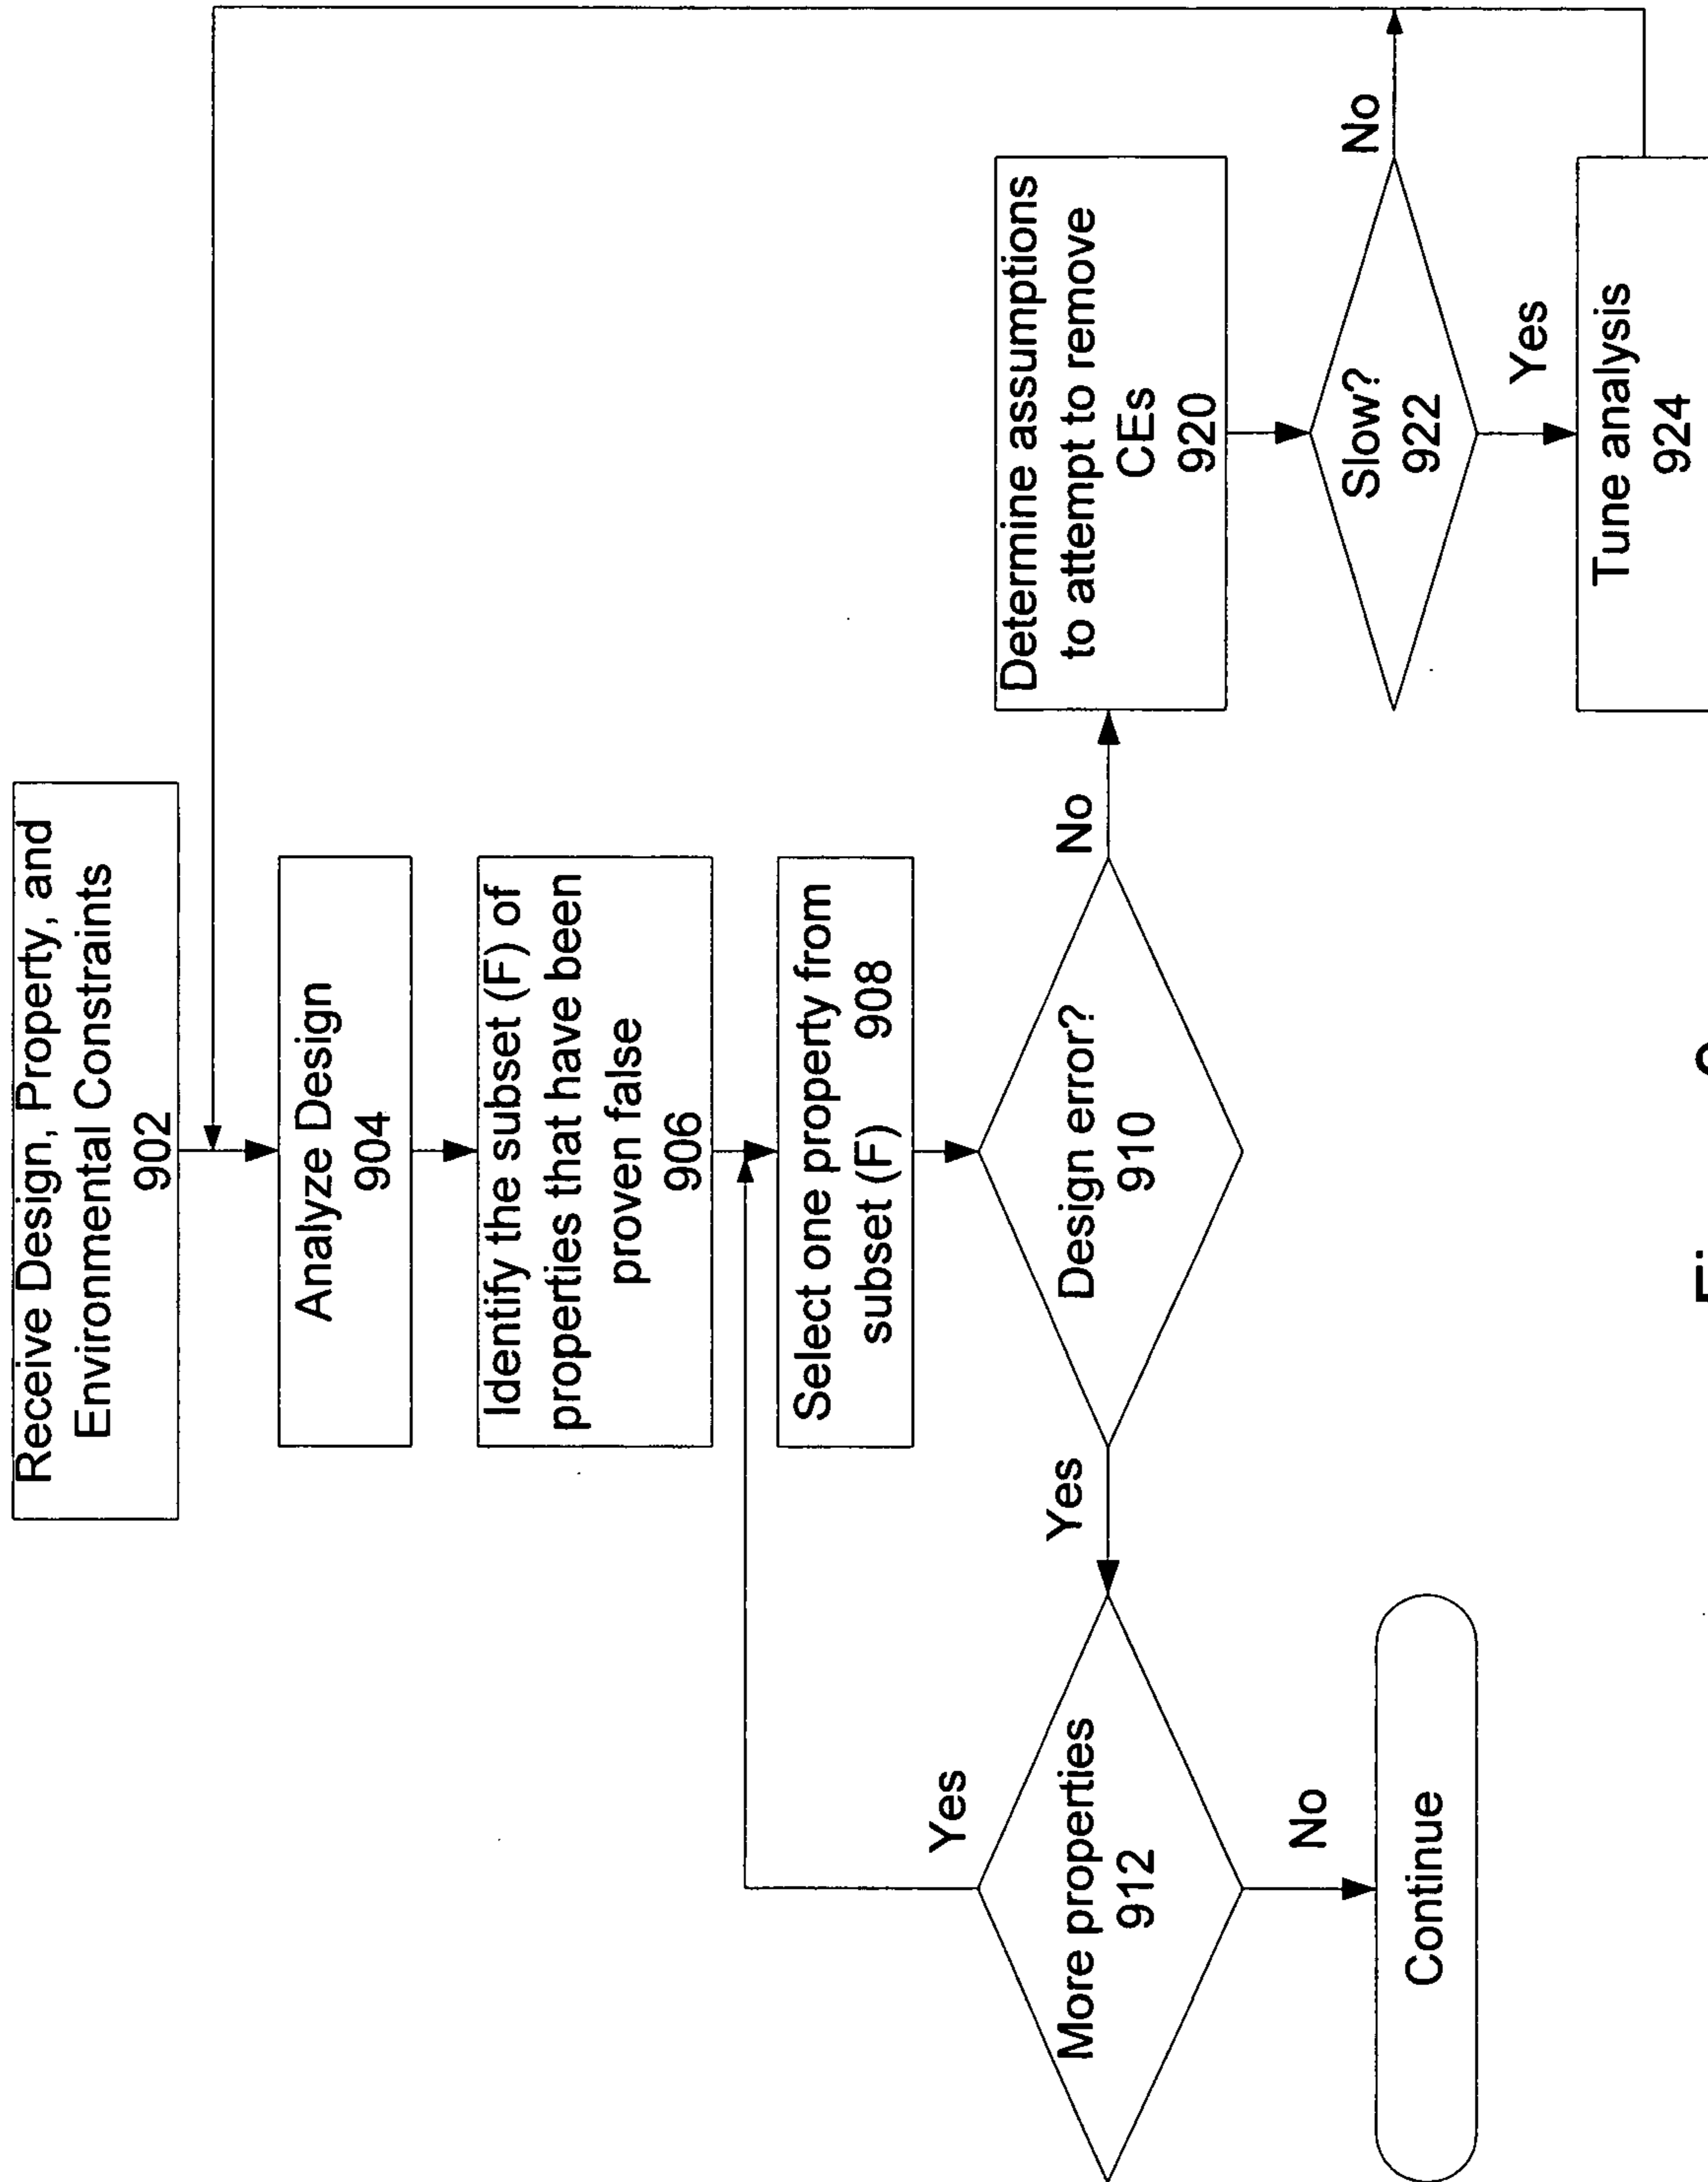 Receive Design, Property, and
Environmental Constraints
902
Analyze Design
904
Identify the subset (F) of
properties that have been
proven false
906
Select one property from
subset (F) 908
Design error?
910
Yes
No
More properties
912
Yes
No
Continue
Determine assumptions
to attempt to remove
CEs
920
Slow?
922
No
Yes
Tune analysis
924